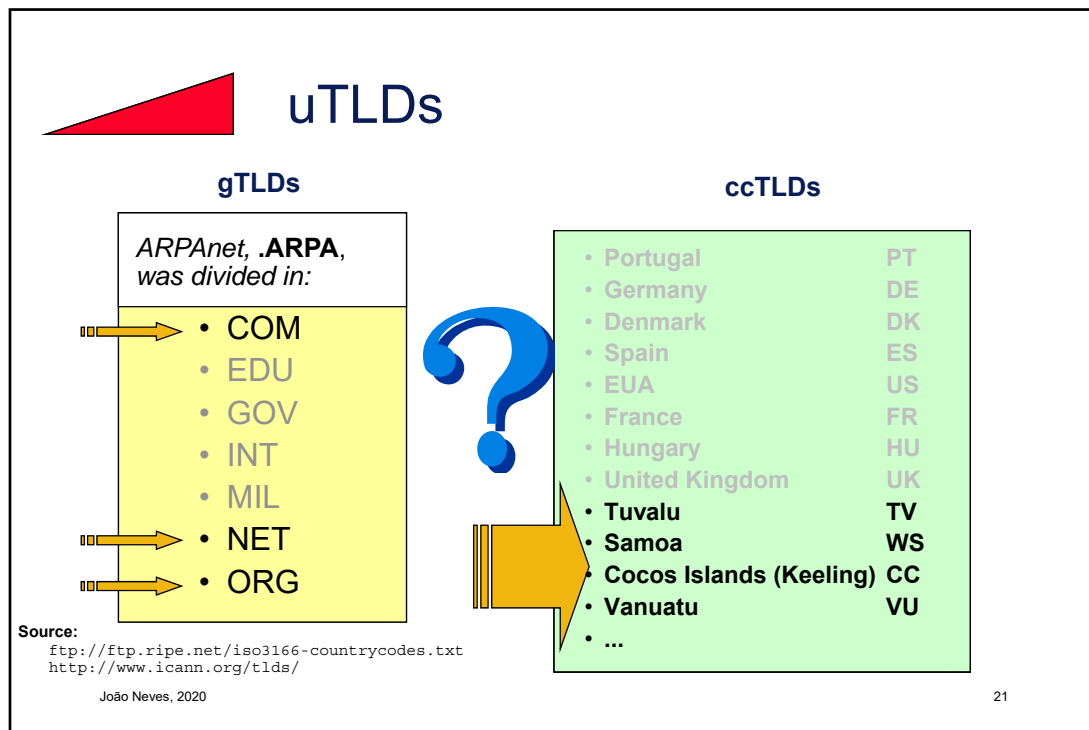 uTLDs
gTLDs
ARPAnet, .ARPA,
was divided in:
• COM
• EDU
• GOV
• INT
• MIL
• NET
• ORG
ccTLDs
• Portugal PT
• Germany DE
• Denmark DK
• Spain ES
• EUA US
• France FR
• Hungary HU
• United Kingdom UK
• Tuvalu TV
• Samoa WS
• Cocos Islands (Keeling) CC
• Vanuatu VU
• ...
?
Source:
ftp://ftp.ripe.net/iso3166-countrycodes.txt
http://www.icann.org/tlds/
João Neves, 2020
21